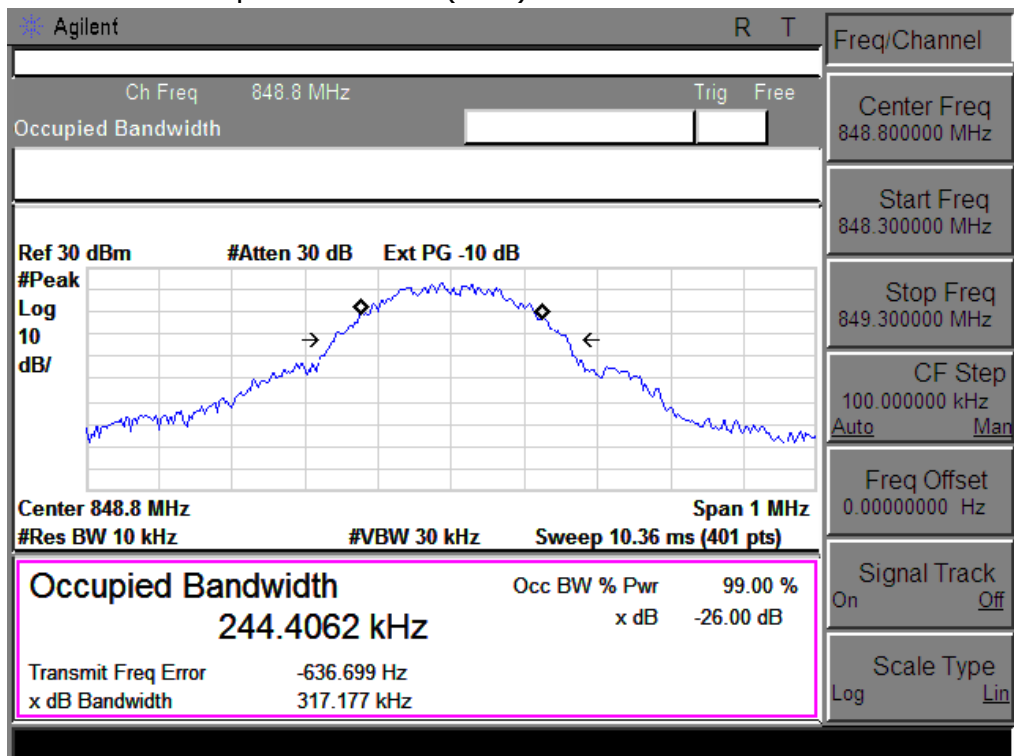 Agilent
R T
Freq/Channel
Ch Freq 848.8 MHz
Trig Free
Occupied Bandwidth
Center Freq
848.800000 MHz
Start Freq
848.300000 MHz
Ref 30 dBm #Atten 30 dB Ext PG -10 dB
#Peak
Log
10
dB/
Stop Freq
849.300000 MHz
CF Step
100.000000 kHz
Auto Man
Freq Offset
0.00000000 Hz
Center 848.8 MHz
Span 1 MHz
#Res BW 10 kHz #VBW 30 kHz Sweep 10.36 ms (401 pts)
Occupied Bandwidth
244.4062 kHz
Occ BW % Pwr 99.00 %
x dB -26.00 dB
Transmit Freq Error -636.699 Hz
x dB Bandwidth 317.177 kHz
Signal Track
On Off
Scale Type
Log Lin